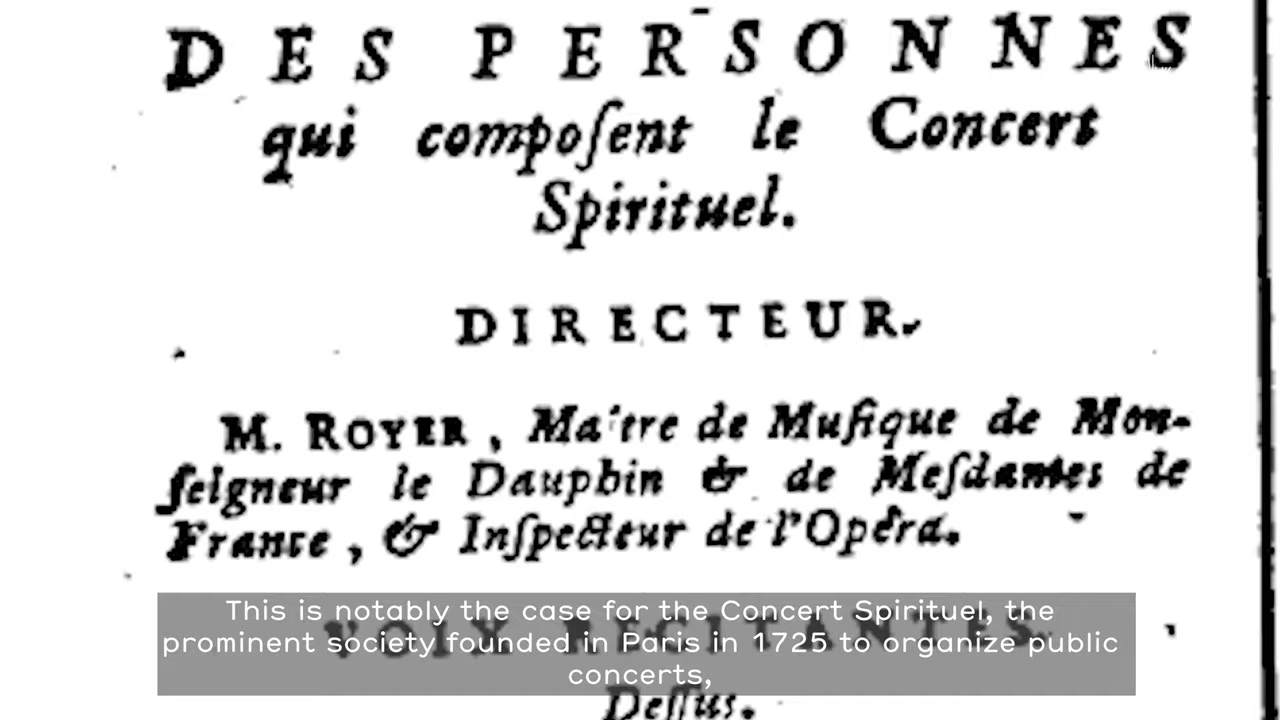 DES PERSONNES
qui compoſent le Concert
Spirituel.
DIRECTEUR.
M. ROYER, Maître de Muſique de Mon-
ſeigneur le Dauphin & de Meſdames de
France, & Inſpecteur de l'Opéra.
VOIX RECITANTES.
This is notably the case for the Concert Spirituel, the
prominent society founded in Paris in 1725 to organize public
concerts,
Deſſus.